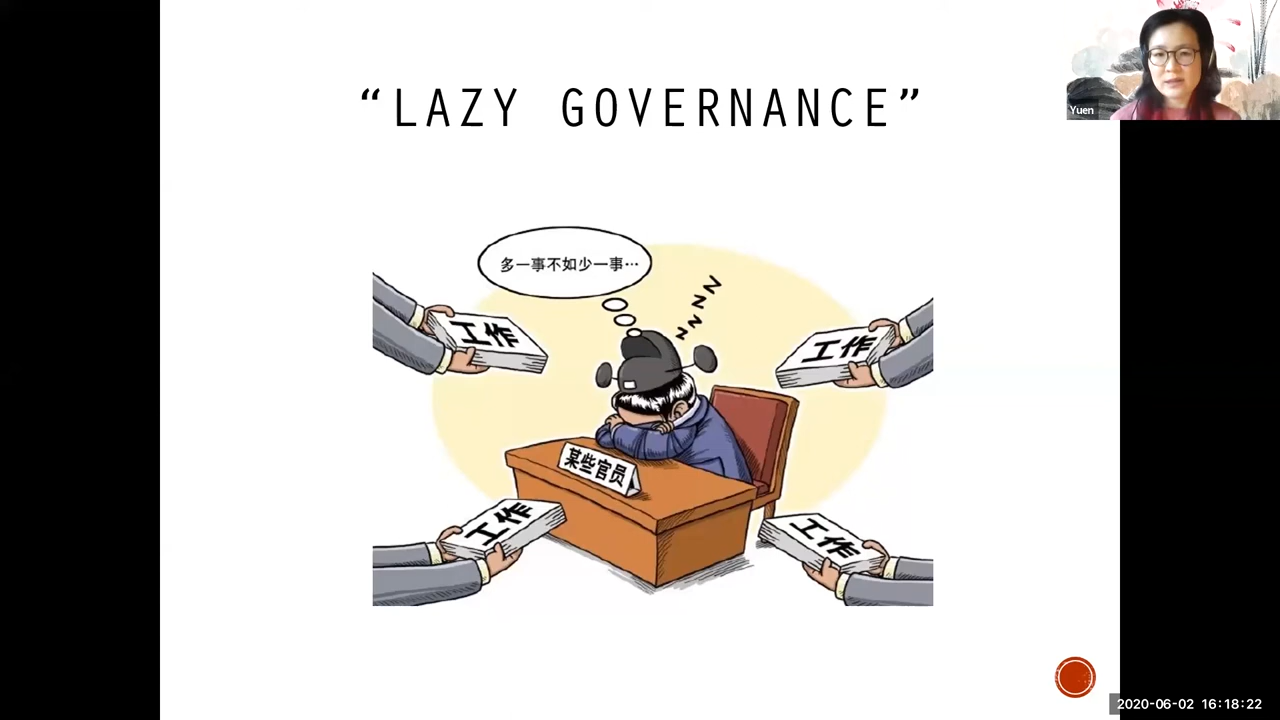 “LAZY GOVERNANCE”
Yuen
多一事不如少一事…
Z Z Z Z
工作
工作
某些官员
工作
工作
2020-06-02 16:18:22